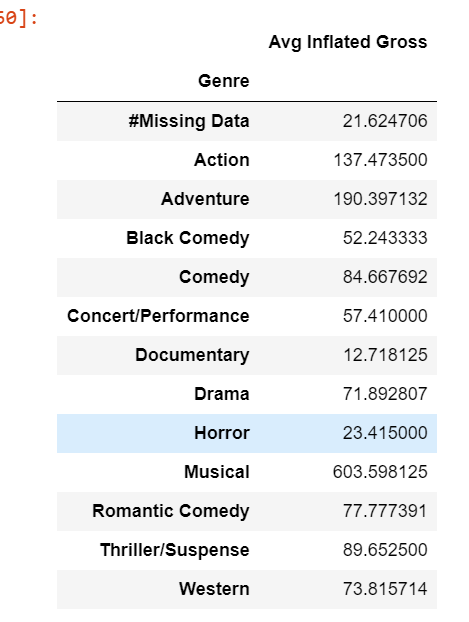 50]:
Avg Inflated Gross
Genre
#Missing Data 21.624706
Action 137.473500
Adventure 190.397132
Black Comedy 52.243333
Comedy 84.667692
Concert/Performance 57.410000
Documentary 12.718125
Drama 71.892807
Horror 23.415000
Musical 603.598125
Romantic Comedy 77.777391
Thriller/Suspense 89.652500
Western 73.815714